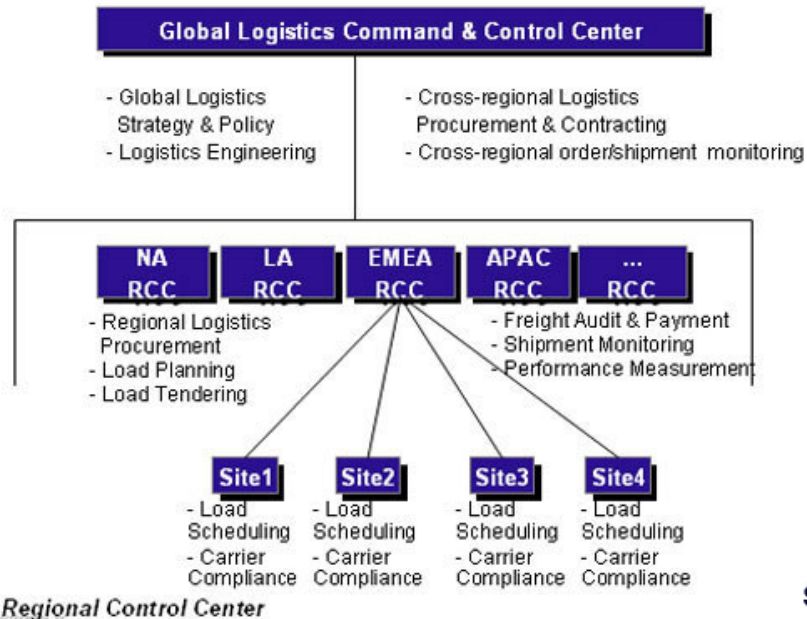 Global Logistics Command & Control Center
- Global Logistics
Strategy & Policy
- Logistics Engineering
- Cross-regional Logistics
Procurement & Contracting
- Cross-regional order/shipment monitoring
NA
RCC
LA
RCC
EMEA
RCC
APAC
RCC
...
RCC
- Regional Logistics
Procurement
- Load Planning
- Load Tendering
- Freight Audit & Payment
- Shipment Monitoring
- Performance Measurement
Site1
- Load
Scheduling
- Carrier
Compliance
Site2
- Load
Scheduling
- Carrier
Compliance
Site3
- Load
Scheduling
- Carrier
Compliance
Site4
- Load
Scheduling
- Carrier
Compliance
Regional Control Center